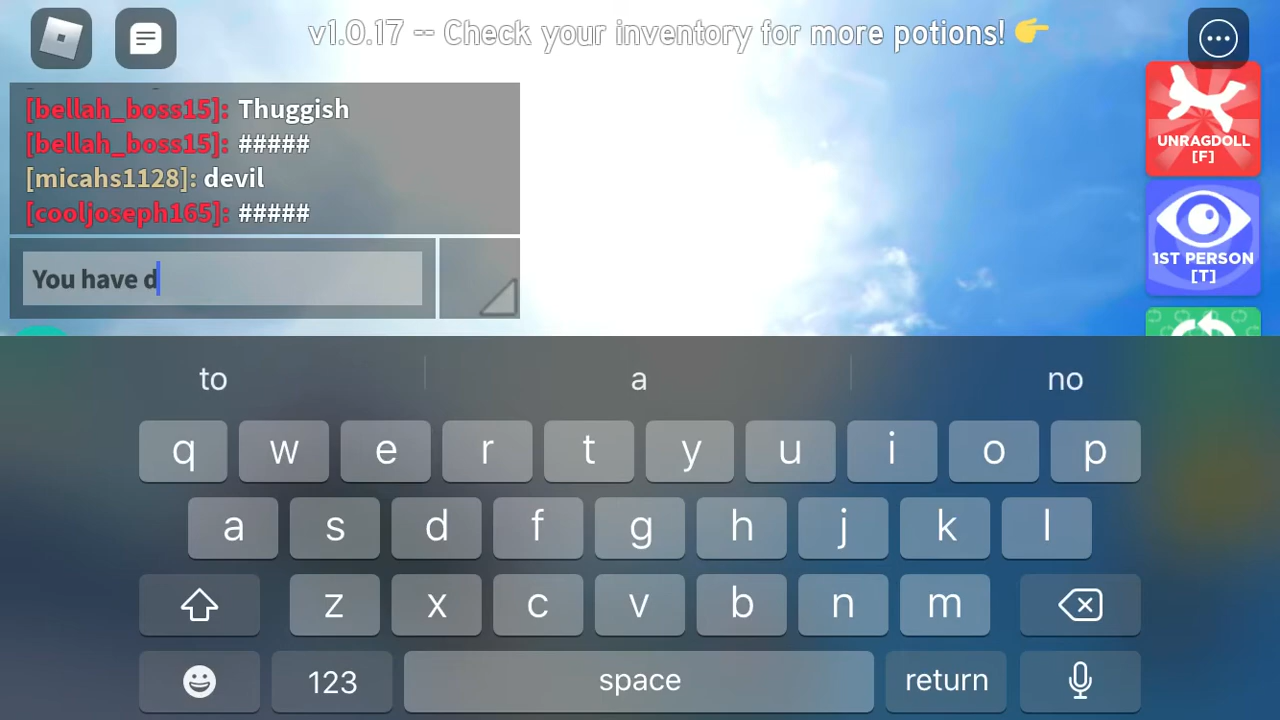 v1.0.17 -- Check your inventory for more potions! 👉
[bellah_boss15]: Thuggish
[bellah_boss15]: #####
[micahs1128]: devil
[cooljoseph165]: #####
You have d
UNRAGDOLL
[F]
1ST PERSON
[T]
to a no
q w e r t y u i o p
a s d f g h j k l
z x c v b n m
123 space return